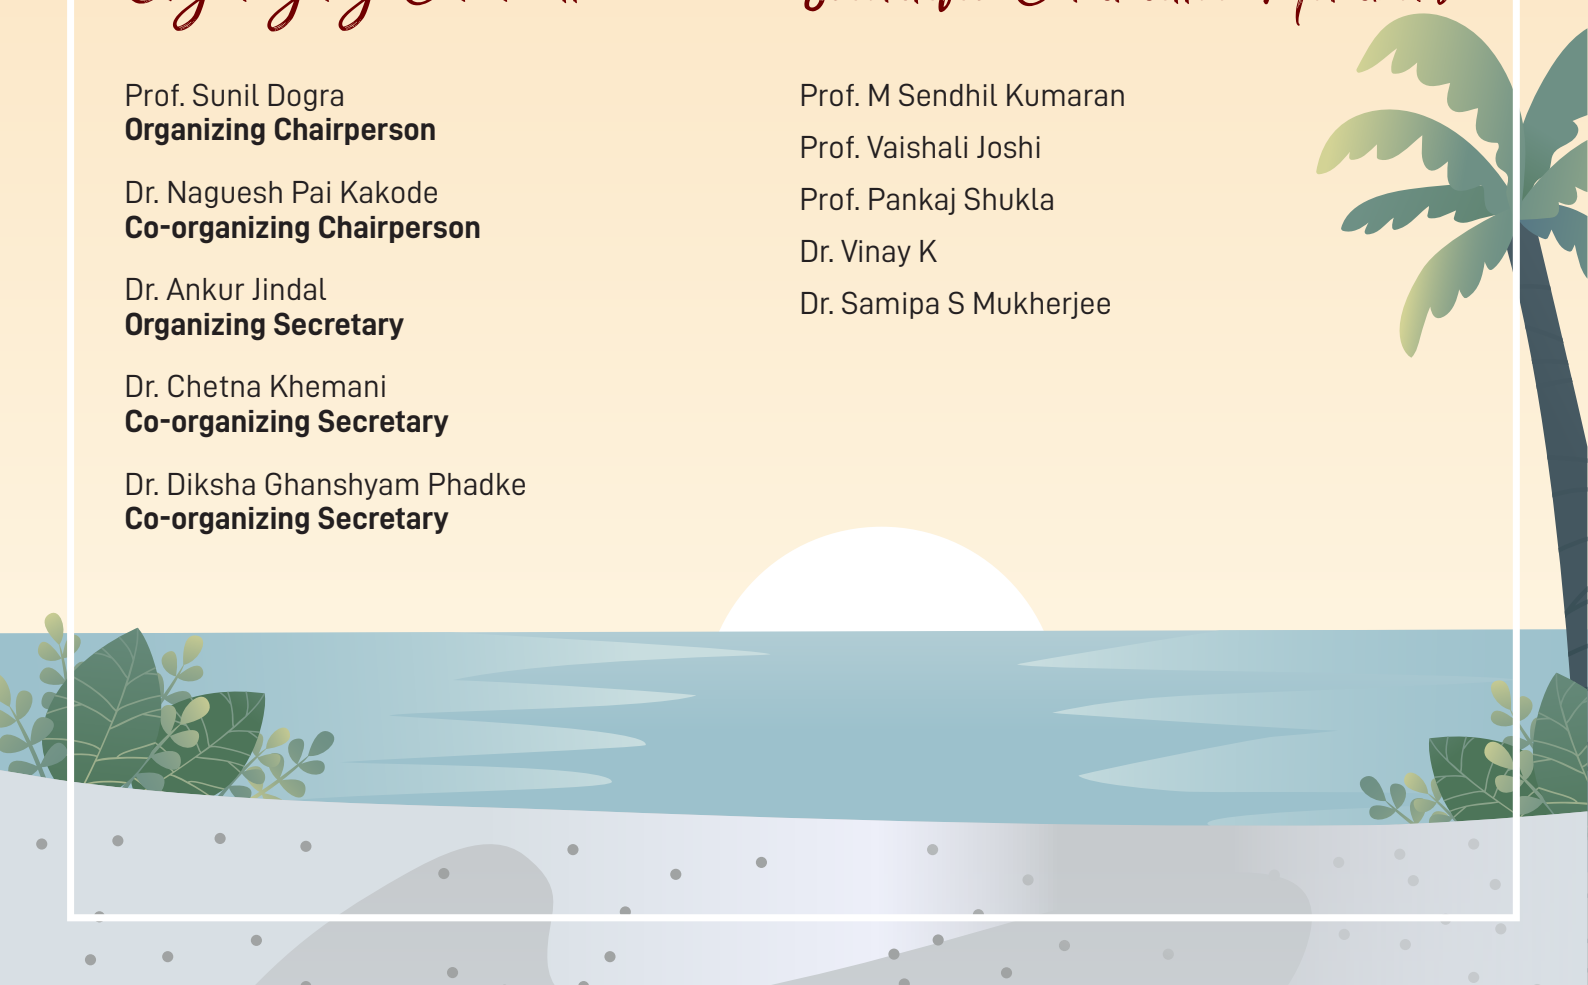 Prof. Sunil Dogra
Organizing Chairperson
Dr. Naguesh Pai Kakode
Co-organizing Chairperson
Dr. Ankur Jindal
Organizing Secretary
Dr. Chetna Khemani
Co-organizing Secretary
Dr. Diksha Ghanshyam Phadke
Co-organizing Secretary
Prof. M Sendhil Kumaran
Prof. Vaishali Joshi
Prof. Pankaj Shukla
Dr. Vinay K
Dr. Samipa S Mukherjee